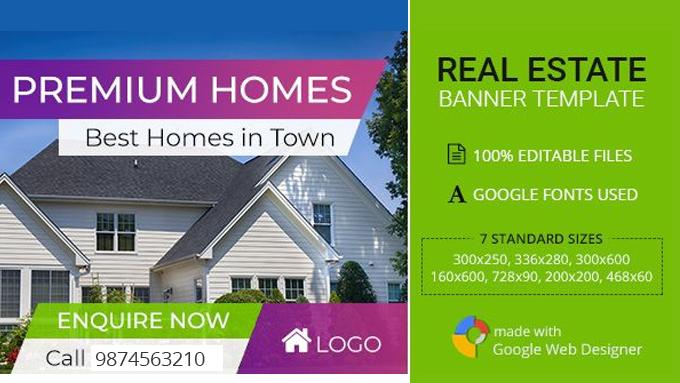 PREMIUM HOMES
Best Homes in Town
ENQUIRE NOW
Call 9874563210
LOGO
REAL ESTATE
BANNER TEMPLATE
100% EDITABLE FILES
A GOOGLE FONTS USED
7 STANDARD SIZES
300x250, 336x280, 300x600
160x600, 728x90, 200x200, 468x60
made with
Google Web Designer